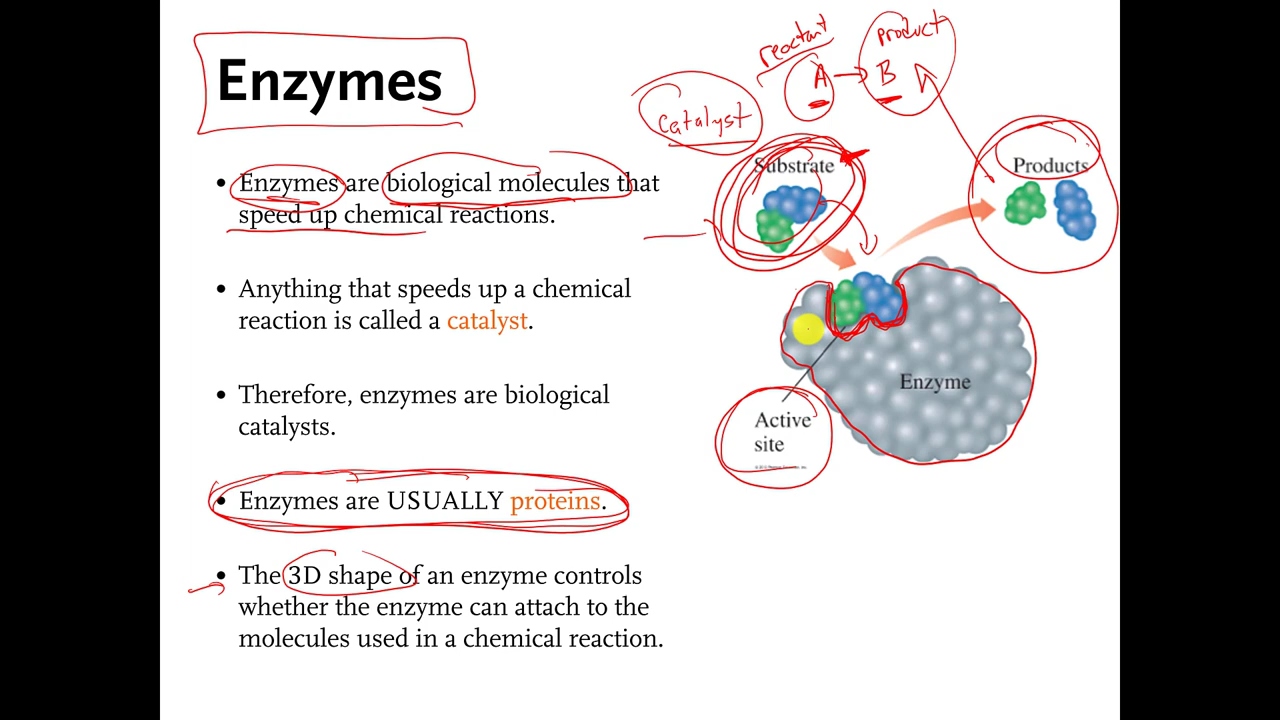 Enzymes
• Enzymes are biological molecules that
speed up chemical reactions.
• Anything that speeds up a chemical
reaction is called a catalyst.
• Therefore, enzymes are biological
catalysts.
• Enzymes are USUALLY proteins.
• The 3D shape of an enzyme controls
whether the enzyme can attach to the
molecules used in a chemical reaction.
reactant
product
A → B
catalyst
Substrate
Products
Enzyme
Active
site